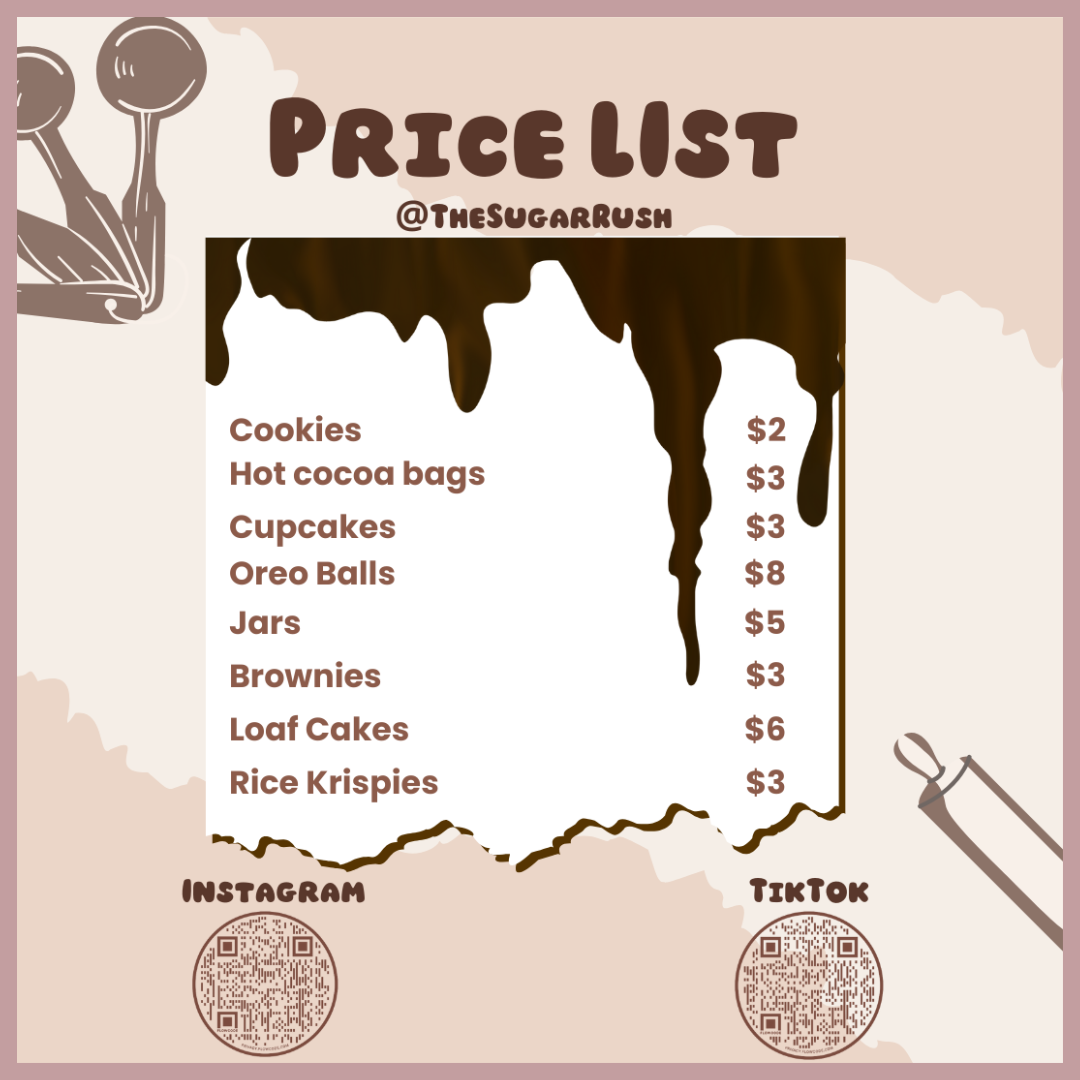 PRICE LIST
@THESUGARRUSH
Cookies $2
Hot cocoa bags $3
Cupcakes $3
Oreo Balls $8
Jars $5
Brownies $3
Loaf Cakes $6
Rice Krispies $3
INSTAGRAM TIKTOK